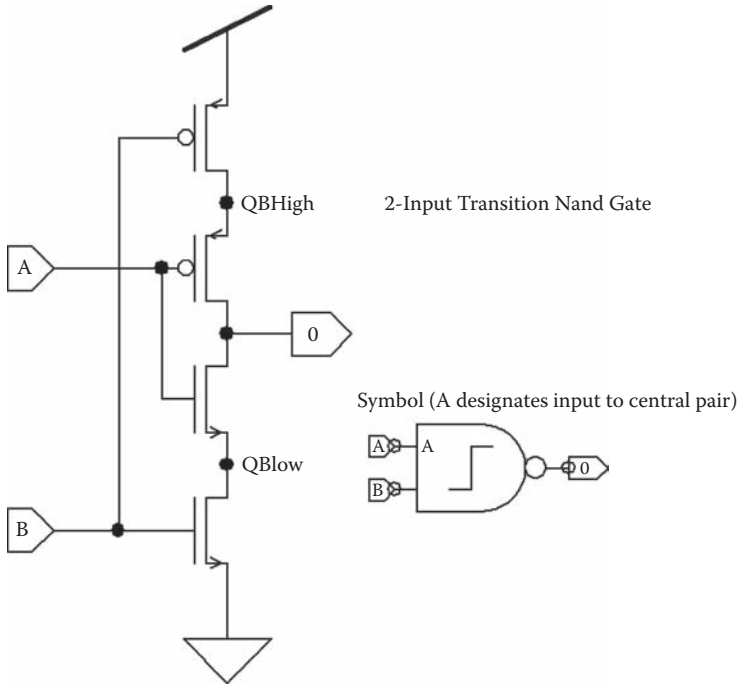 QBHigh
2-Input Transition Nand Gate
A
0
Symbol (A designates input to central pair)
A
A
QBlow
0
B
B